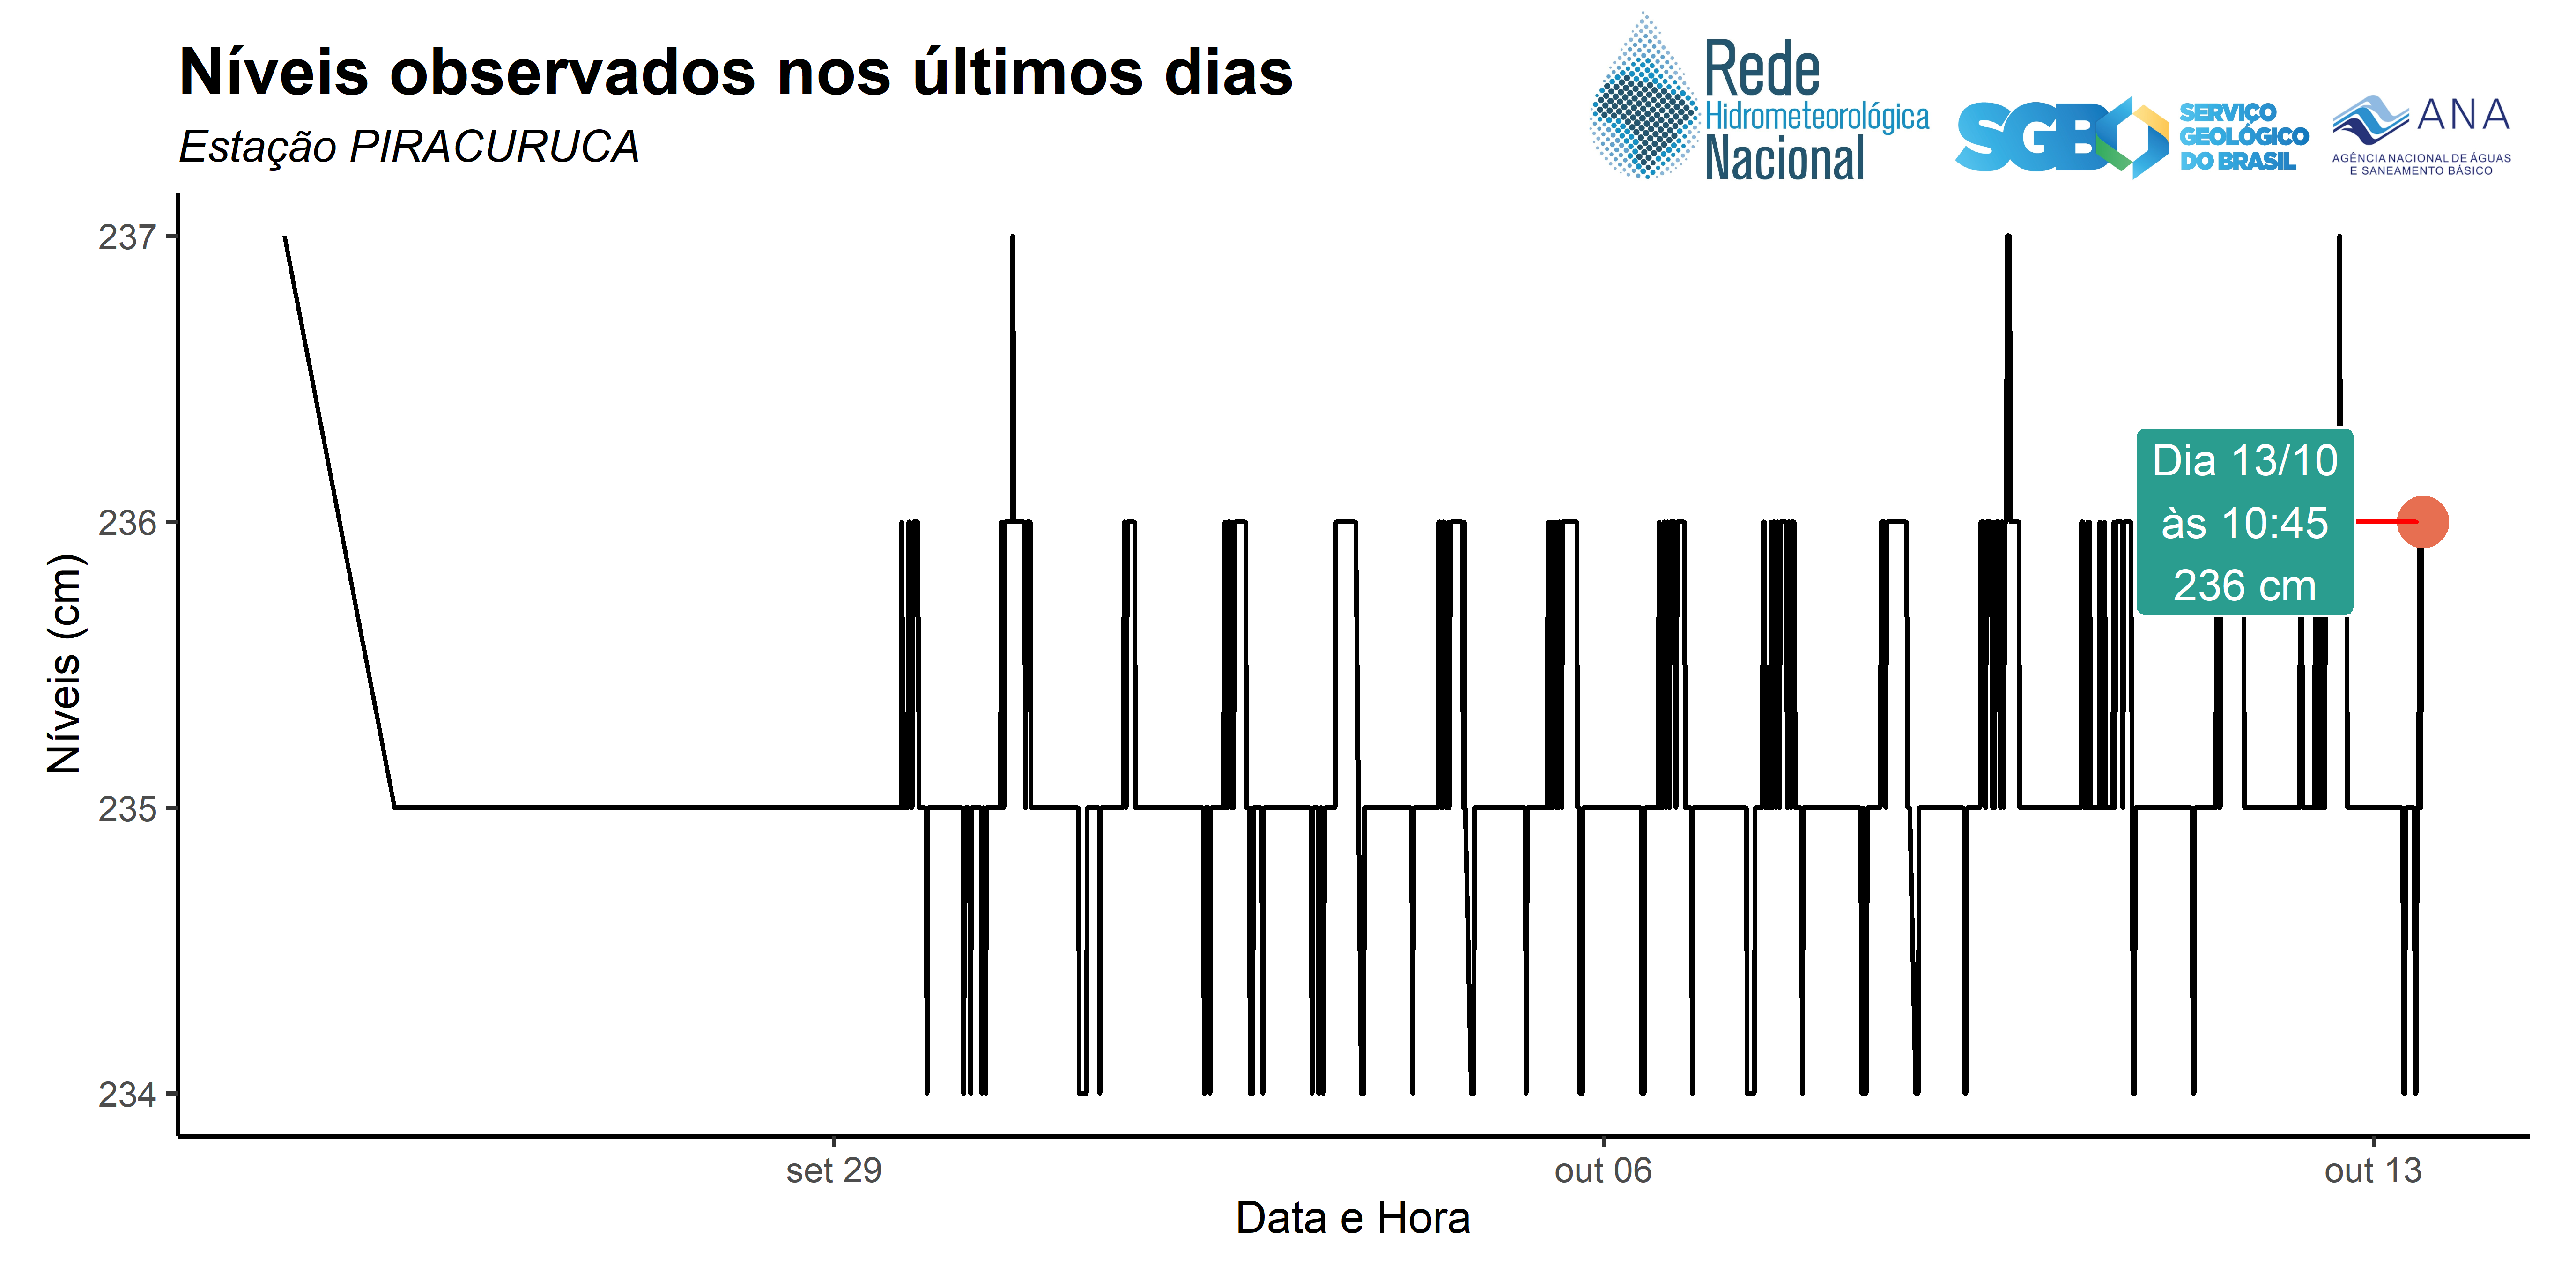 Níveis observados nos últimos dias
Estação PIRACURUCA
Rede
Hidrometeorológica
Nacional
SGB
SERVIÇO
GEOLÓGICO
DO BRASIL
ANA
AGÊNCIA NACIONAL DE ÁGUAS
E SANEAMENTO BÁSICO
237
236
235
234
Níveis (cm)
Dia 13/10
às 10:45
236 cm
set 29
out 06
out 13
Data e Hora